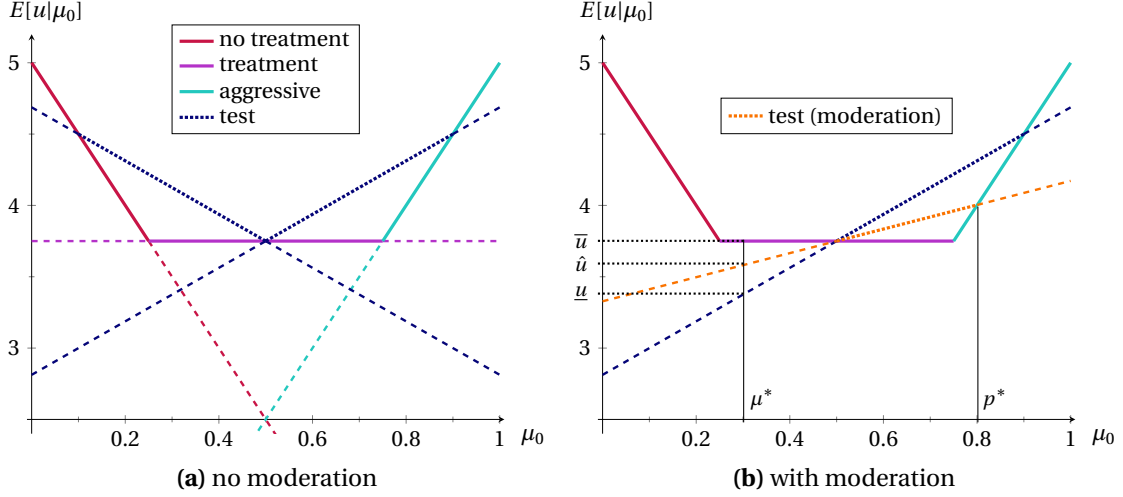 E[u|μ₀]
no treatment
treatment
aggressive
test
5
4
3
0.2
0.4
0.6
0.8
1
μ₀
(a) no moderation
E[u|μ₀]
test (moderation)
5
4
u̅
û
u̲
3
μ*
p*
0.2
0.4
0.6
0.8
1
μ₀
(b) with moderation